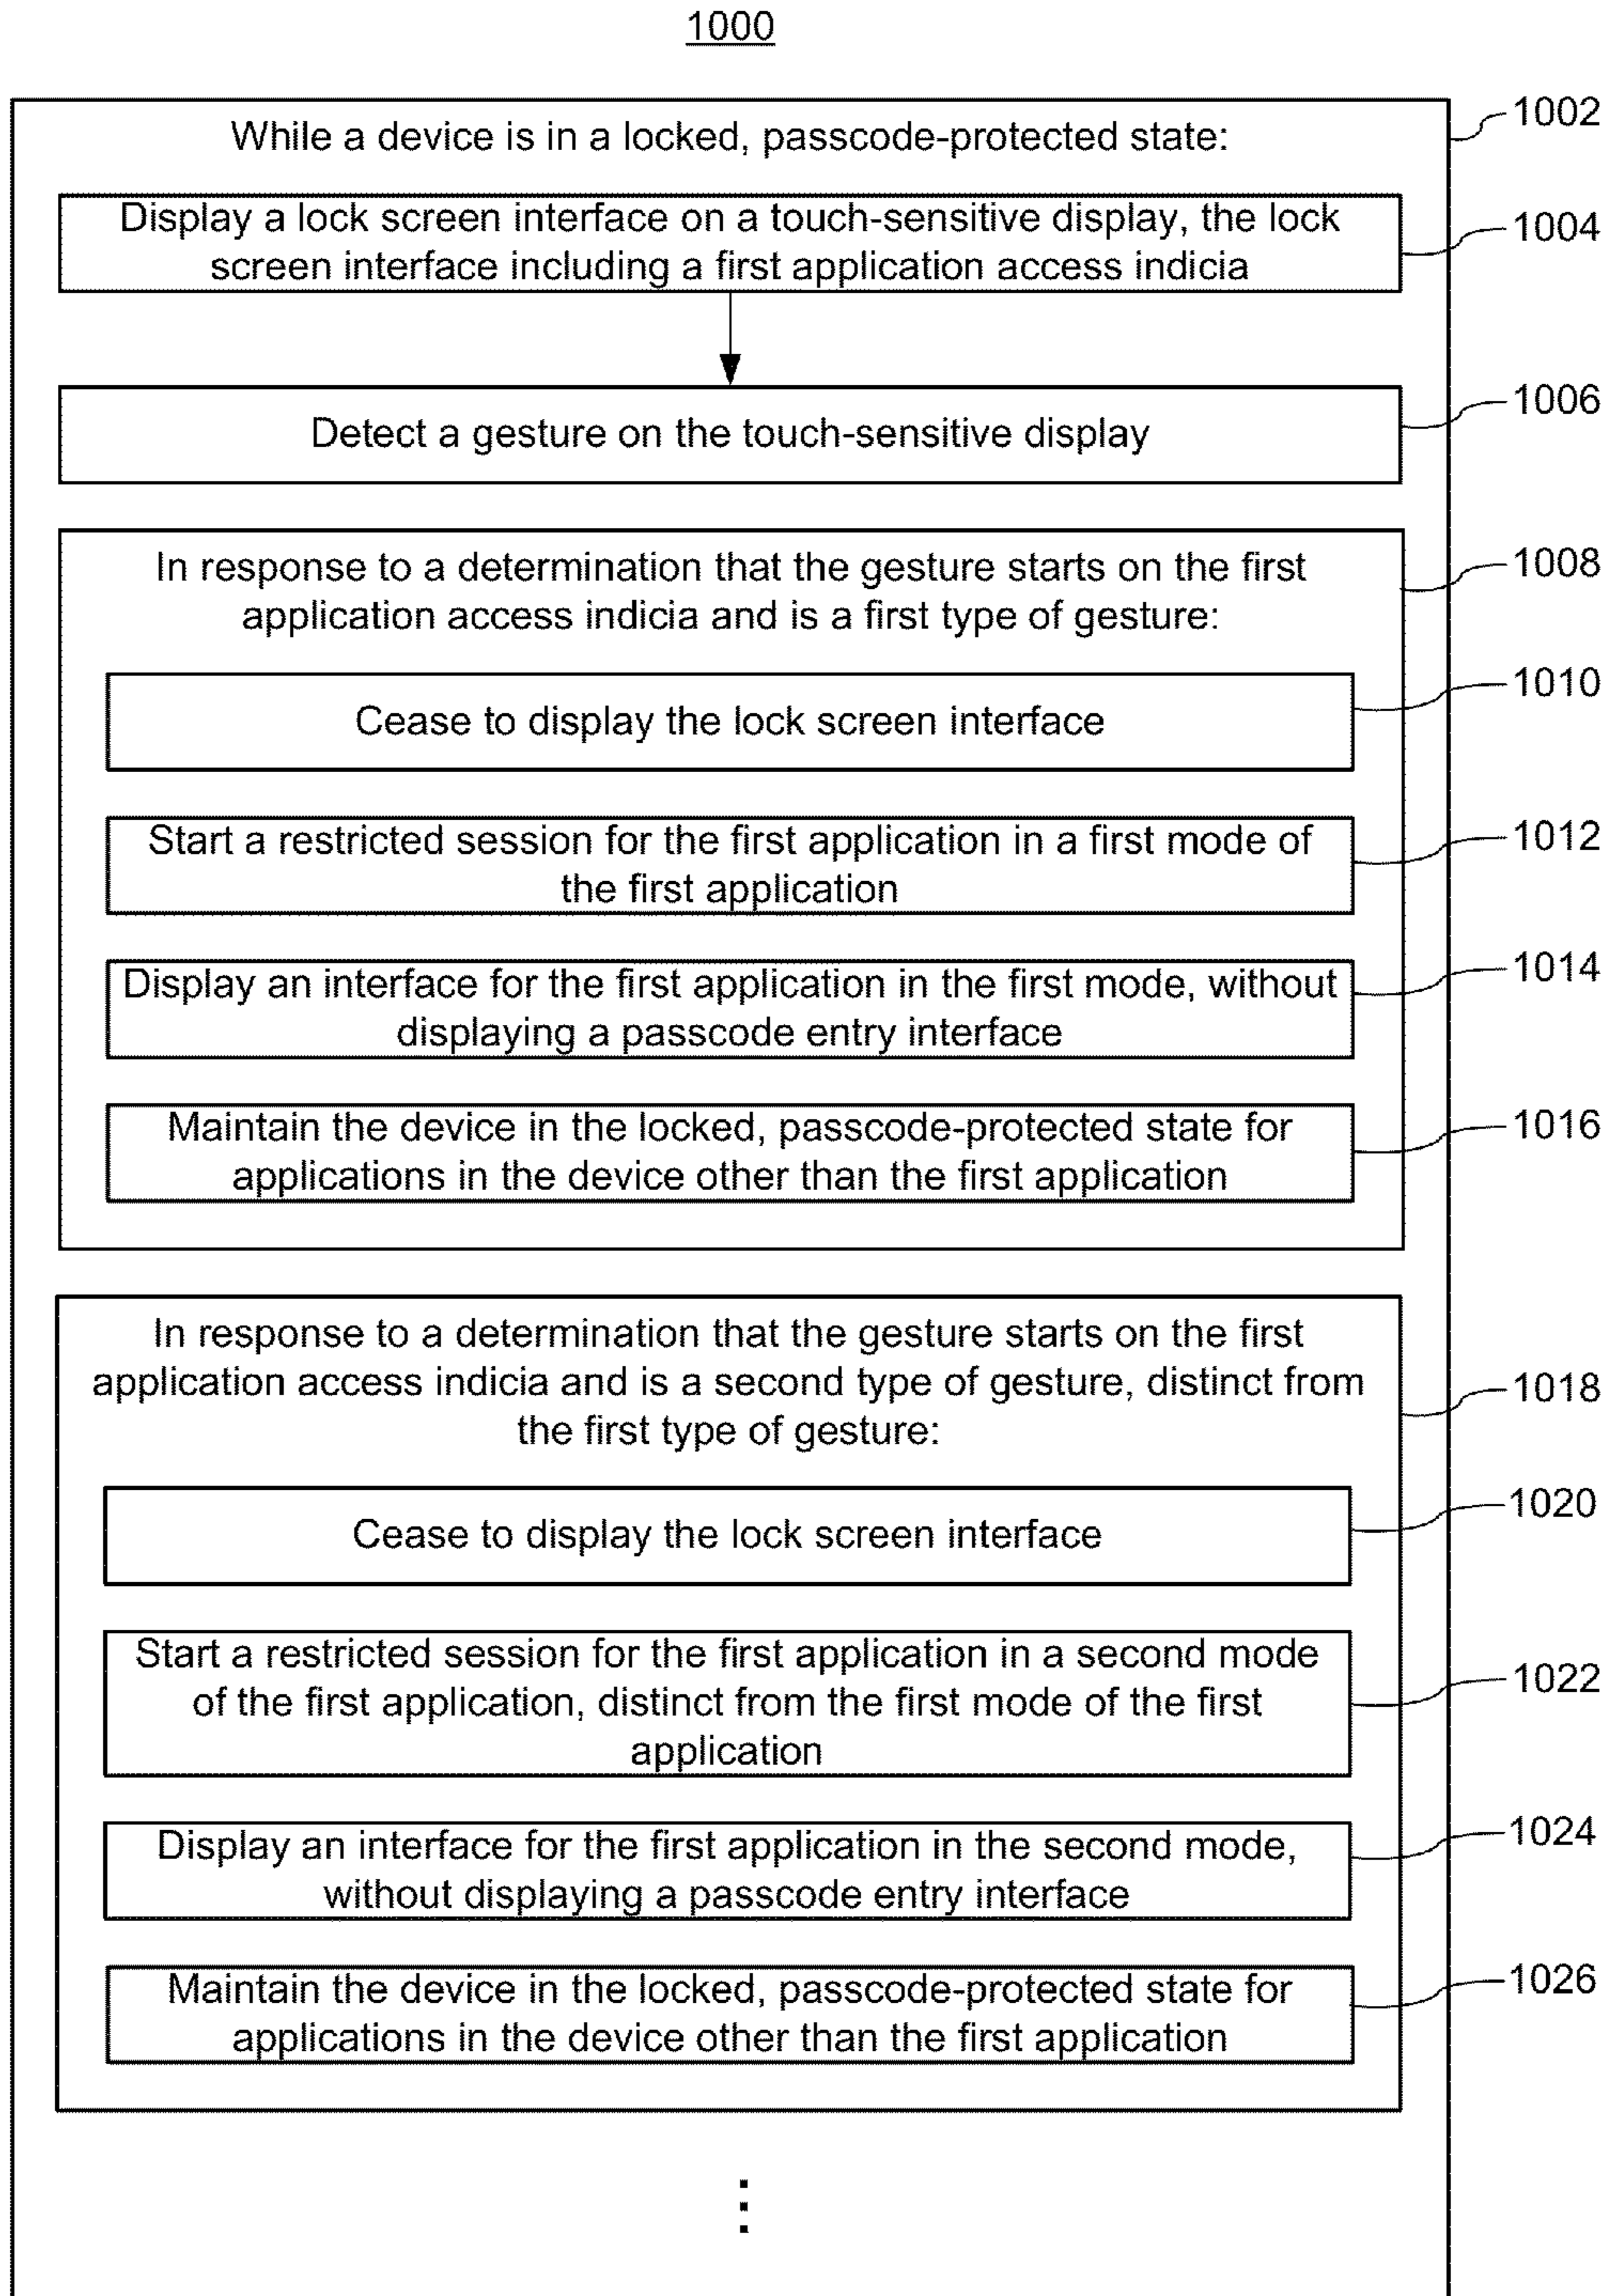 1000
While a device is in a locked, passcode-protected state:
1002
Display a lock screen interface on a touch-sensitive display, the lock
screen interface including a first application access indicia
1004
Detect a gesture on the touch-sensitive display
1006
In response to a determination that the gesture starts on the first
application access indicia and is a first type of gesture:
1008
Cease to display the lock screen interface
1010
Start a restricted session for the first application in a first mode of
the first application
1012
Display an interface for the first application in the first mode, without
displaying a passcode entry interface
1014
Maintain the device in the locked, passcode-protected state for
applications in the device other than the first application
1016
In response to a determination that the gesture starts on the first
application access indicia and is a second type of gesture, distinct from
the first type of gesture:
1018
Cease to display the lock screen interface
1020
Start a restricted session for the first application in a second mode
of the first application, distinct from the first mode of the first
application
1022
Display an interface for the first application in the second mode,
without displaying a passcode entry interface
1024
Maintain the device in the locked, passcode-protected state for
applications in the device other than the first application
1026